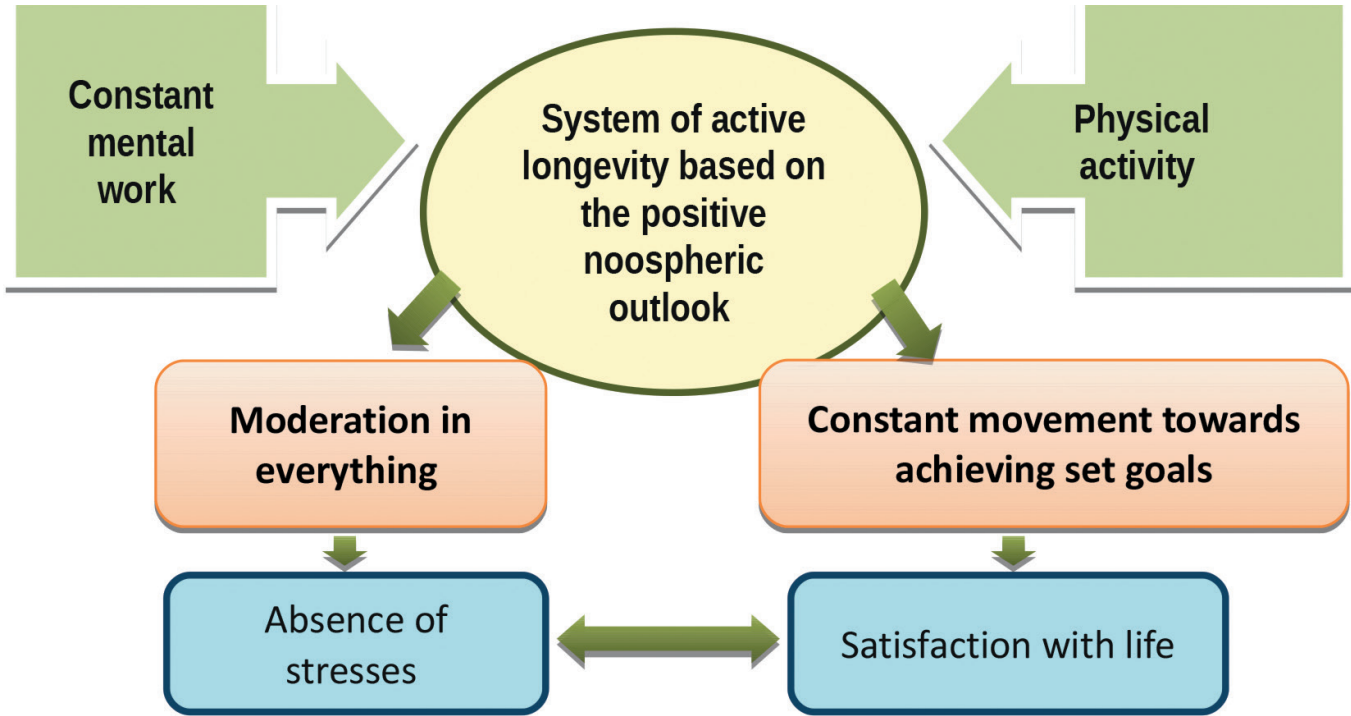 Constant
mental
work
System of active
longevity based on
the positive
noospheric
outlook
Physical
activity
Moderation in
everything
Constant movement towards
achieving set goals
Absence of
stresses
Satisfaction with life